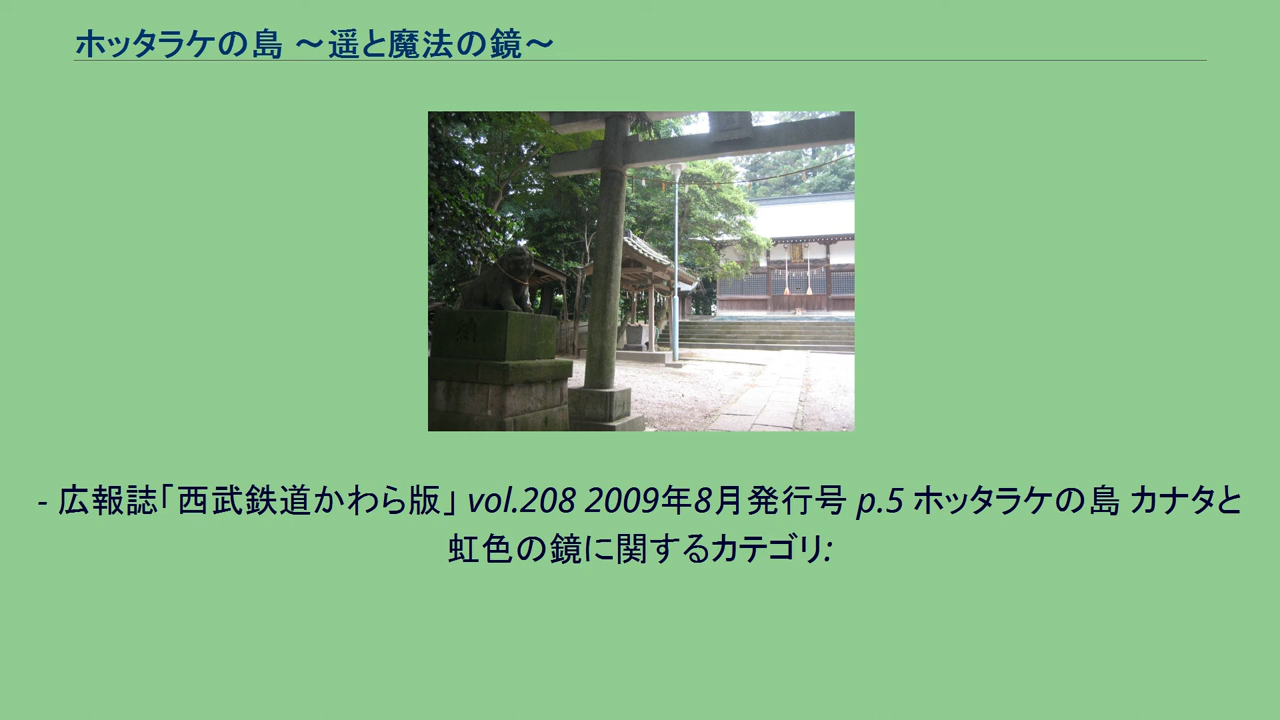 ホッタラケの島 ～遥と魔法の鏡～
- 広報誌「西武鉄道かわら版」 vol.208 2009年8月発行号 p.5 ホッタラケの島 カナタと
虹色の鏡に関するカテゴリ: